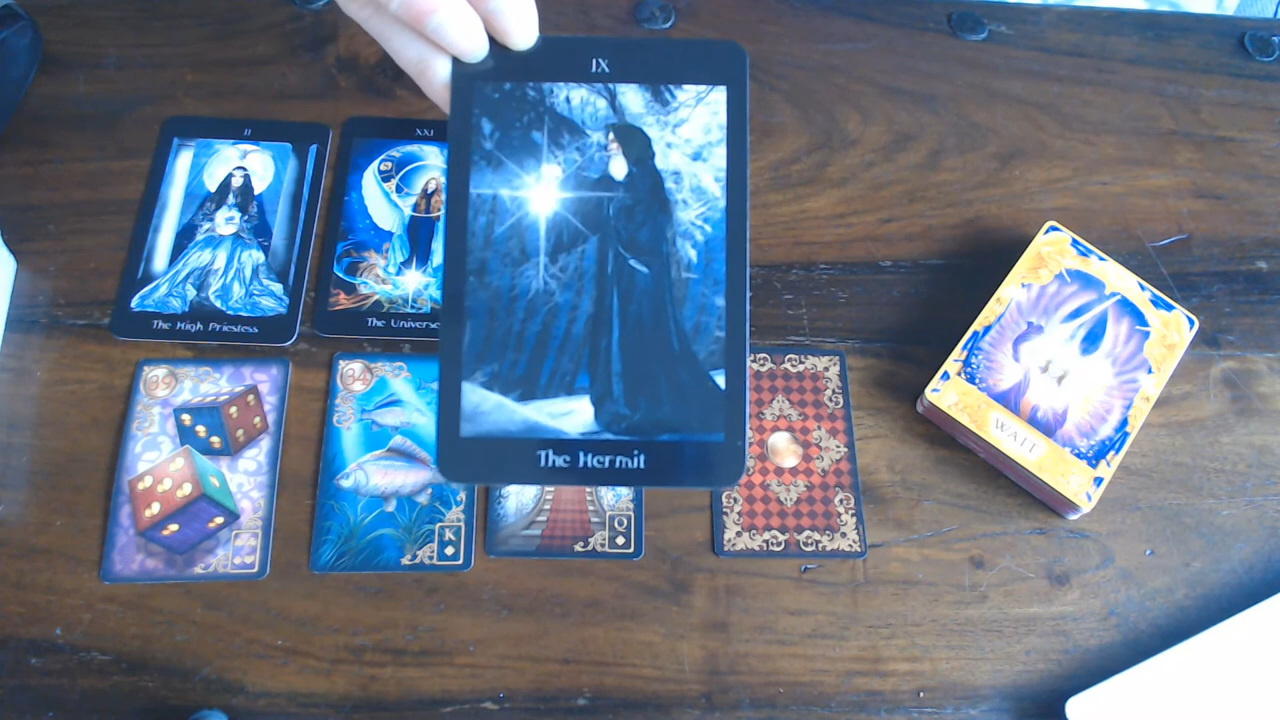 IX
The Hermit
II
The High Priestess
XXI
The Universe
39
34
K
Q
WAIT